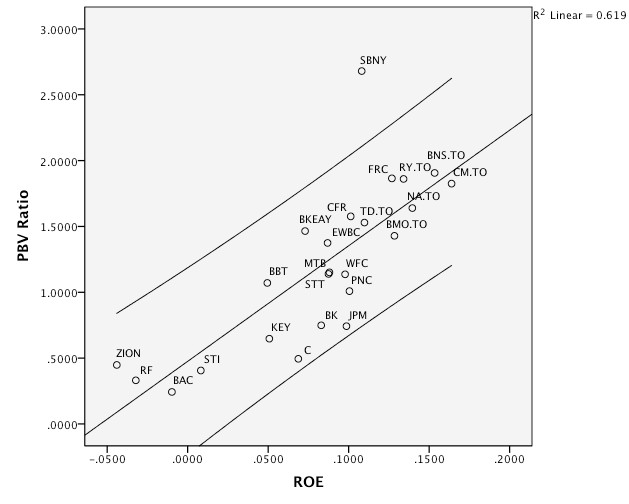 R² Linear = 0.619
3.0000
SBNY
2.5000
2.0000
BNS.TO
RY.TO
FRC
CM.TO
NA.TO
CFR
TD.TO
1.5000
BKEAY
BMO.TO
EWBC
PBV Ratio
MTB
WFC
BBT
STT
PNC
1.0000
BK
JPM
KEY
.5000
ZION
C
STI
RF
BAC
.0000
-.0500
.0000
.0500
.1000
.1500
.2000
ROE